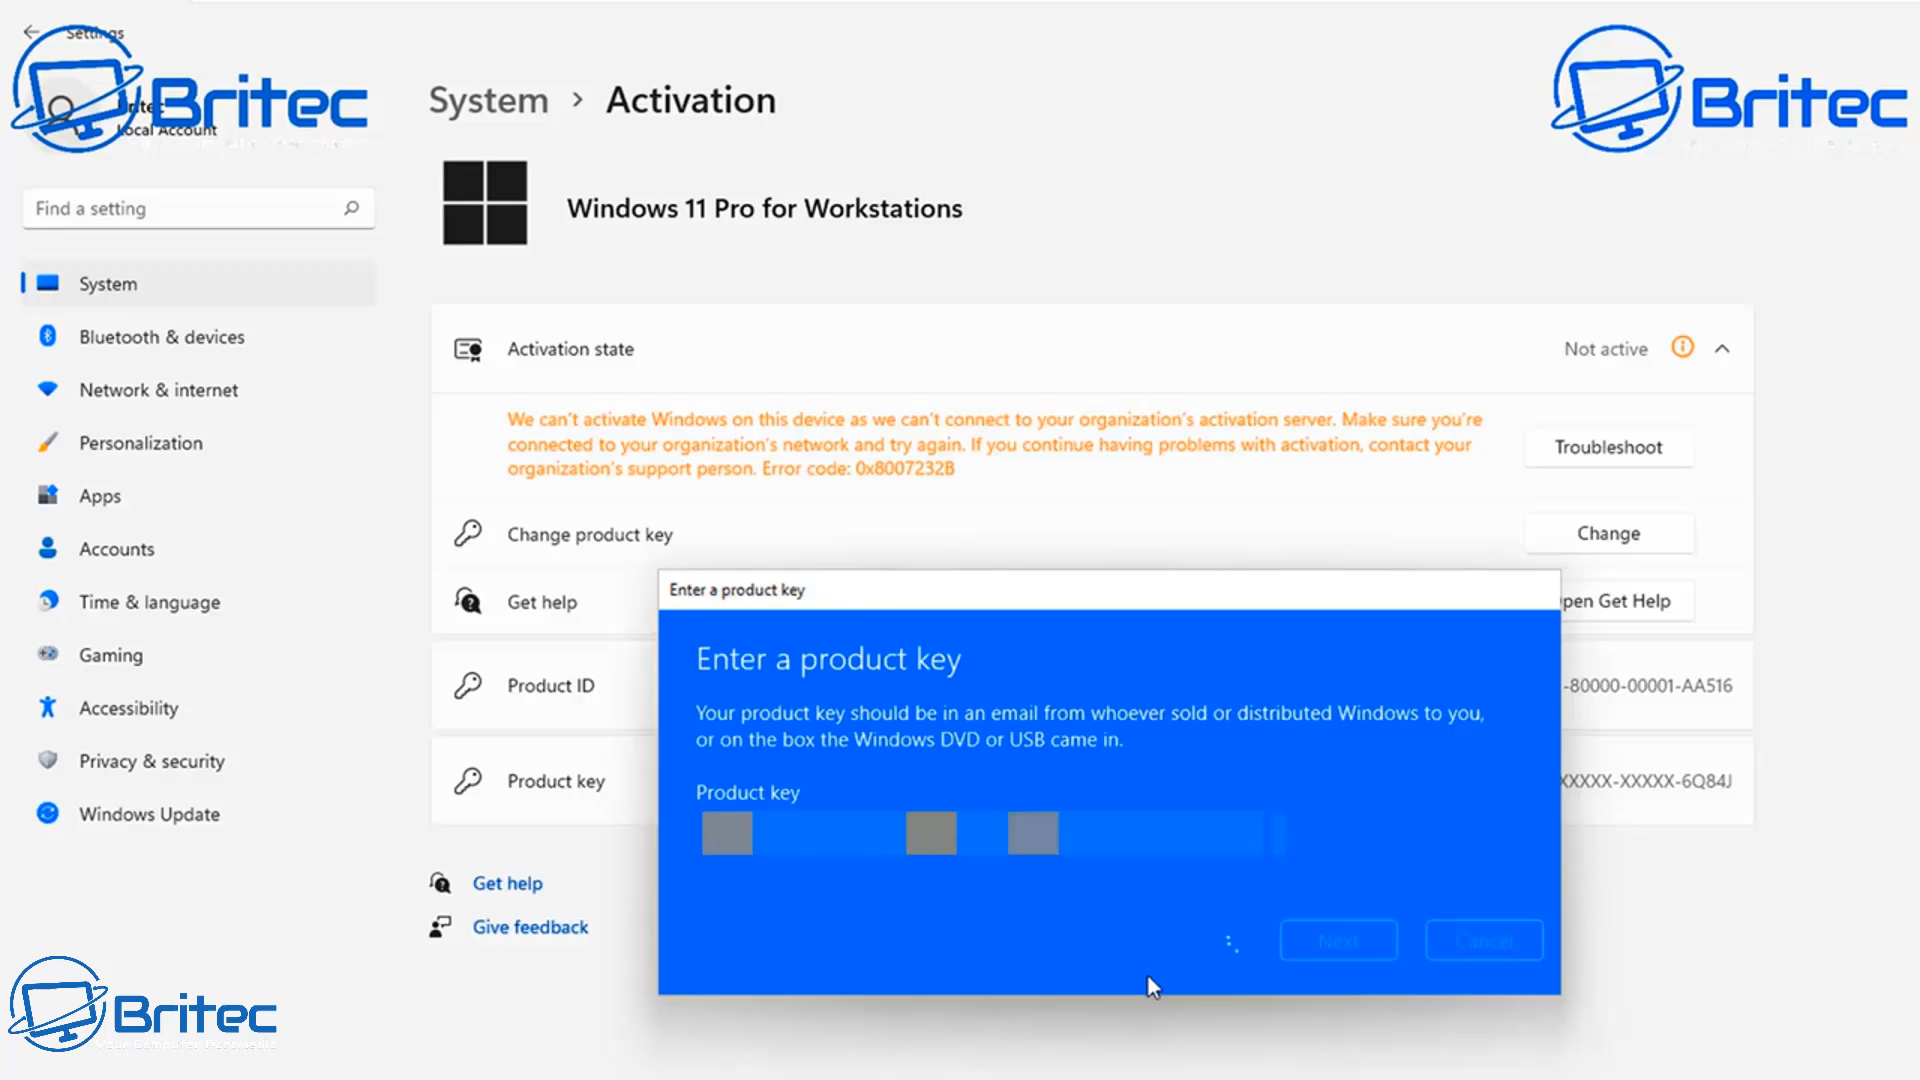 Settings
Britec
Local Account
Britec
System > Activation
Britec
Find a setting
Windows 11 Pro for Workstations
System
Bluetooth & devices
Network & internet
Personalization
Apps
Accounts
Time & language
Gaming
Accessibility
Privacy & security
Windows Update
Activation state
Not active
We can't activate Windows on this device as we can't connect to your organization's activation server. Make sure you're
connected to your organization's network and try again. If you continue having problems with activation, contact your
organization's support person. Error code: 0x8007232B
Troubleshoot
Change product key
Change
Get help
pen Get Help
Product ID
-80000-00001-AA516
Product key
XXXXX-XXXXX-6Q84J
Enter a product key
Enter a product key
Your product key should be in an email from whoever sold or distributed Windows to you,
or on the box the Windows DVD or USB came in.
Product key
Next
Cancel
Get help
Give feedback
Britec
Your Computer Paramedic